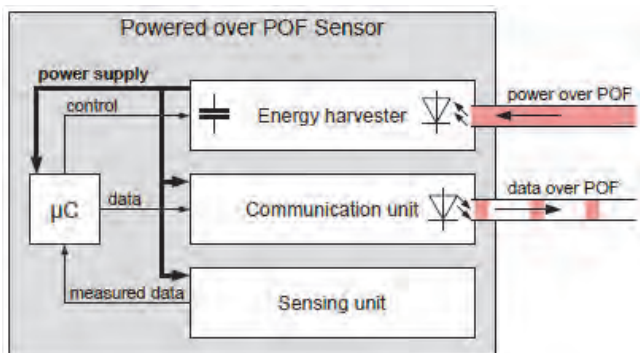 Powered over POF Sensor
power supply
control
Energy harvester
power over POF
µC
data
Communication unit
data over POF
measured data
Sensing unit